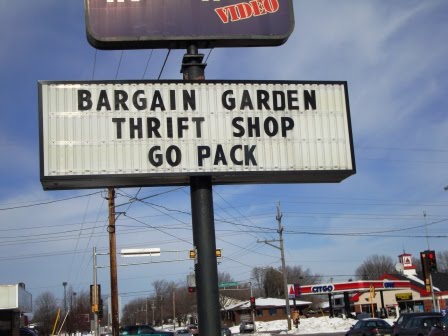 VIDEO
BARGAIN GARDEN
THRIFT SHOP
GO PACK
CITGO